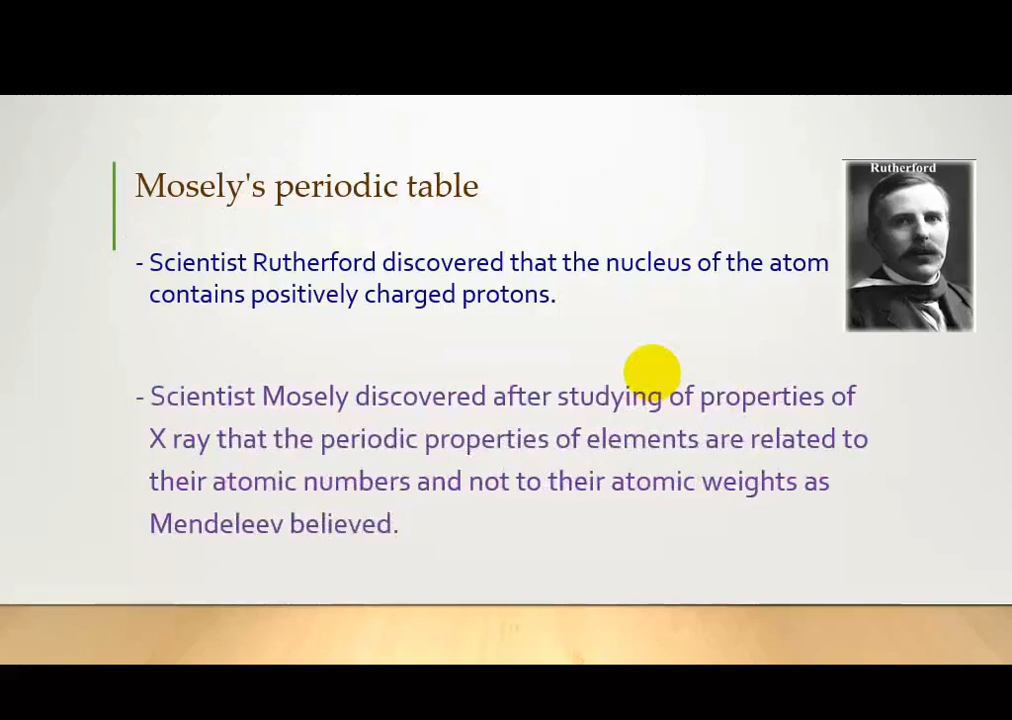 Mosely's periodic table
Rutherford
- Scientist Rutherford discovered that the nucleus of the atom
contains positively charged protons.
- Scientist Mosely discovered after studying of properties of
X ray that the periodic properties of elements are related to
their atomic numbers and not to their atomic weights as
Mendeleev believed.